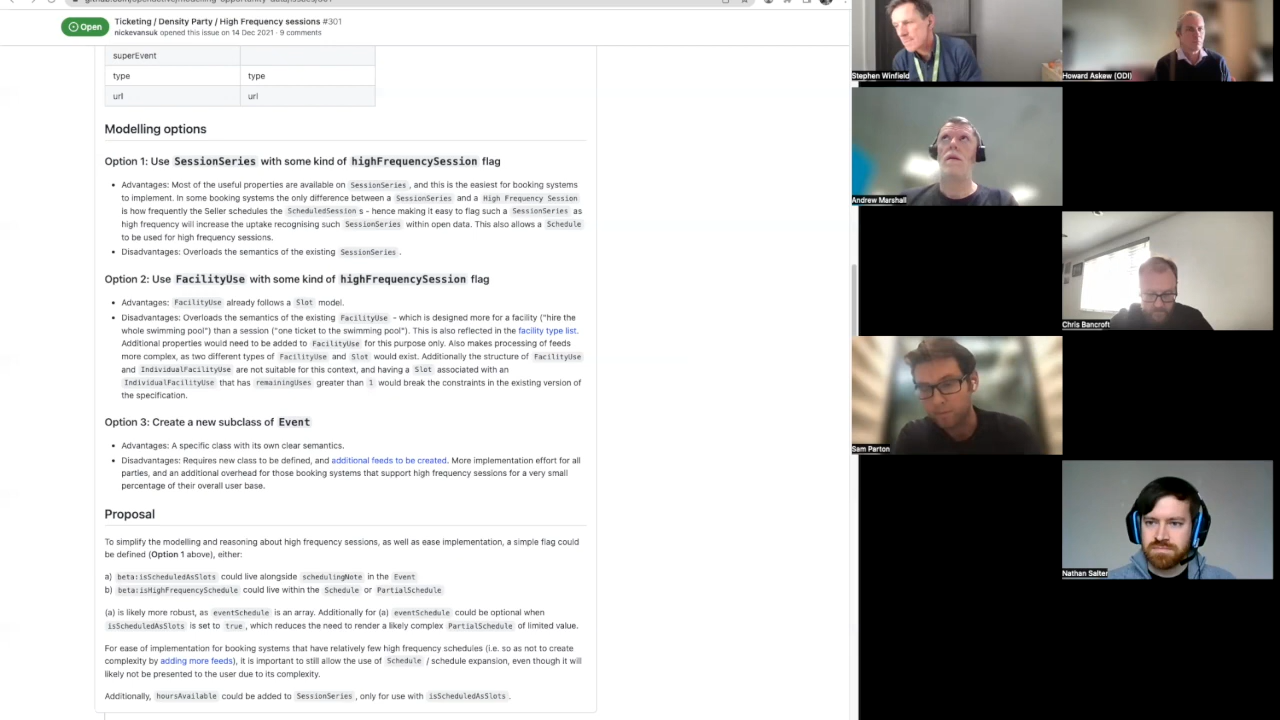 Open
Ticketing / Density Party / High Frequency sessions #301
nickevansuk opened this issue on 14 Dec 2021 · 9 comments
superEvent
type type
url url
Modelling options
Option 1: Use SessionSeries with some kind of highFrequencySession flag
• Advantages: Most of the useful properties are available on SessionSeries, and this is the easiest for booking systems
to implement. In some booking systems the only difference between a SessionSeries and a High Frequency Session
is how frequently the Seller schedules the ScheduledSession s - hence making it easy to flag such a SessionSeries as
high frequency will increase the uptake recognising such SessionSeries within open data. This also allows a Schedule
to be used for high frequency sessions.
• Disadvantages: Overloads the semantics of the existing SessionSeries.
Option 2: Use FacilityUse with some kind of highFrequencySession flag
• Advantages: FacilityUse already follows a Slot model.
• Disadvantages: Overloads the semantics of the existing FacilityUse - which is designed more for a facility ("hire the
whole swimming pool") than a session ("one ticket to the swimming pool"). This is also reflected in the facility type list.
Additional properties would need to be added to FacilityUse for this purpose only. Also makes processing of feeds
more complex, as two different types of FacilityUse and Slot would exist. Additionally the structure of FacilityUse
and IndividualFacilityUse are not suitable for this context, and having a Slot associated with an
IndividualFacilityUse that has remainingUses greater than 1 would break the constraints in the existing version of
the specification.
Option 3: Create a new subclass of Event
• Advantages: A specific class with its own clear semantics.
• Disadvantages: Requires new class to be defined, and additional feeds to be created. More implementation effort for all
parties, and an additional overhead for those booking systems that support high frequency sessions for a very small
percentage of their overall user base.
Proposal
To simplify the modelling and reasoning about high frequency sessions, as well as ease implementation, a simple flag could
be defined (Option 1 above), either:
a) beta:isScheduledAsSlots could live alongside schedulingNote in the Event
b) beta:isHighFrequencySchedule could live within the Schedule or PartialSchedule
(a) is likely more robust, as eventSchedule is an array. Additionally for (a) eventSchedule could be optional when
isScheduledAsSlots is set to true, which reduces the need to render a likely complex PartialSchedule of limited value.
For ease of implementation for booking systems that have relatively few high frequency schedules (i.e. so as not to create
complexity by adding more feeds), it is important to still allow the use of Schedule / schedule expansion, even though it will
likely not be presented to the user due to its complexity.
Additionally, hoursAvailable could be added to SessionSeries, only for use with isScheduledAsSlots.
Stephen Winfield
Howard Askew (ODI)
Andrew Marshall
Chris Bancroft
Sam Parton
Nathan Salter